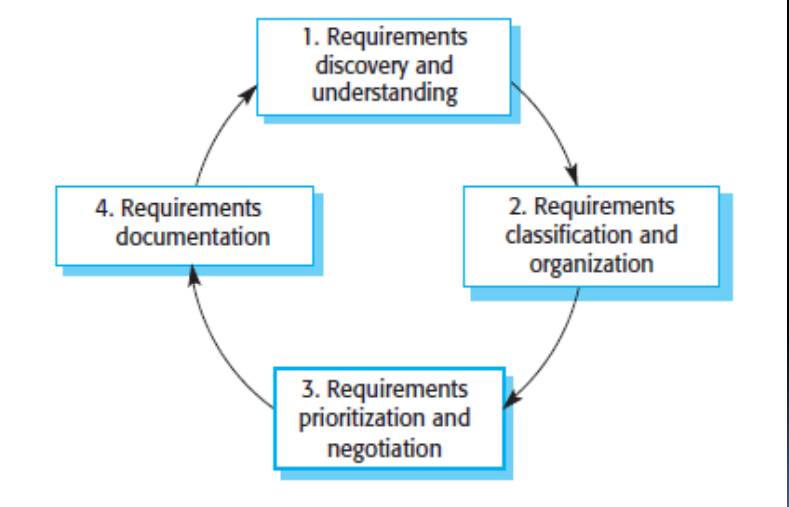 1. Requirements
discovery and
understanding
2. Requirements
classification and
organization
3. Requirements
prioritization and
negotiation
4. Requirements
documentation